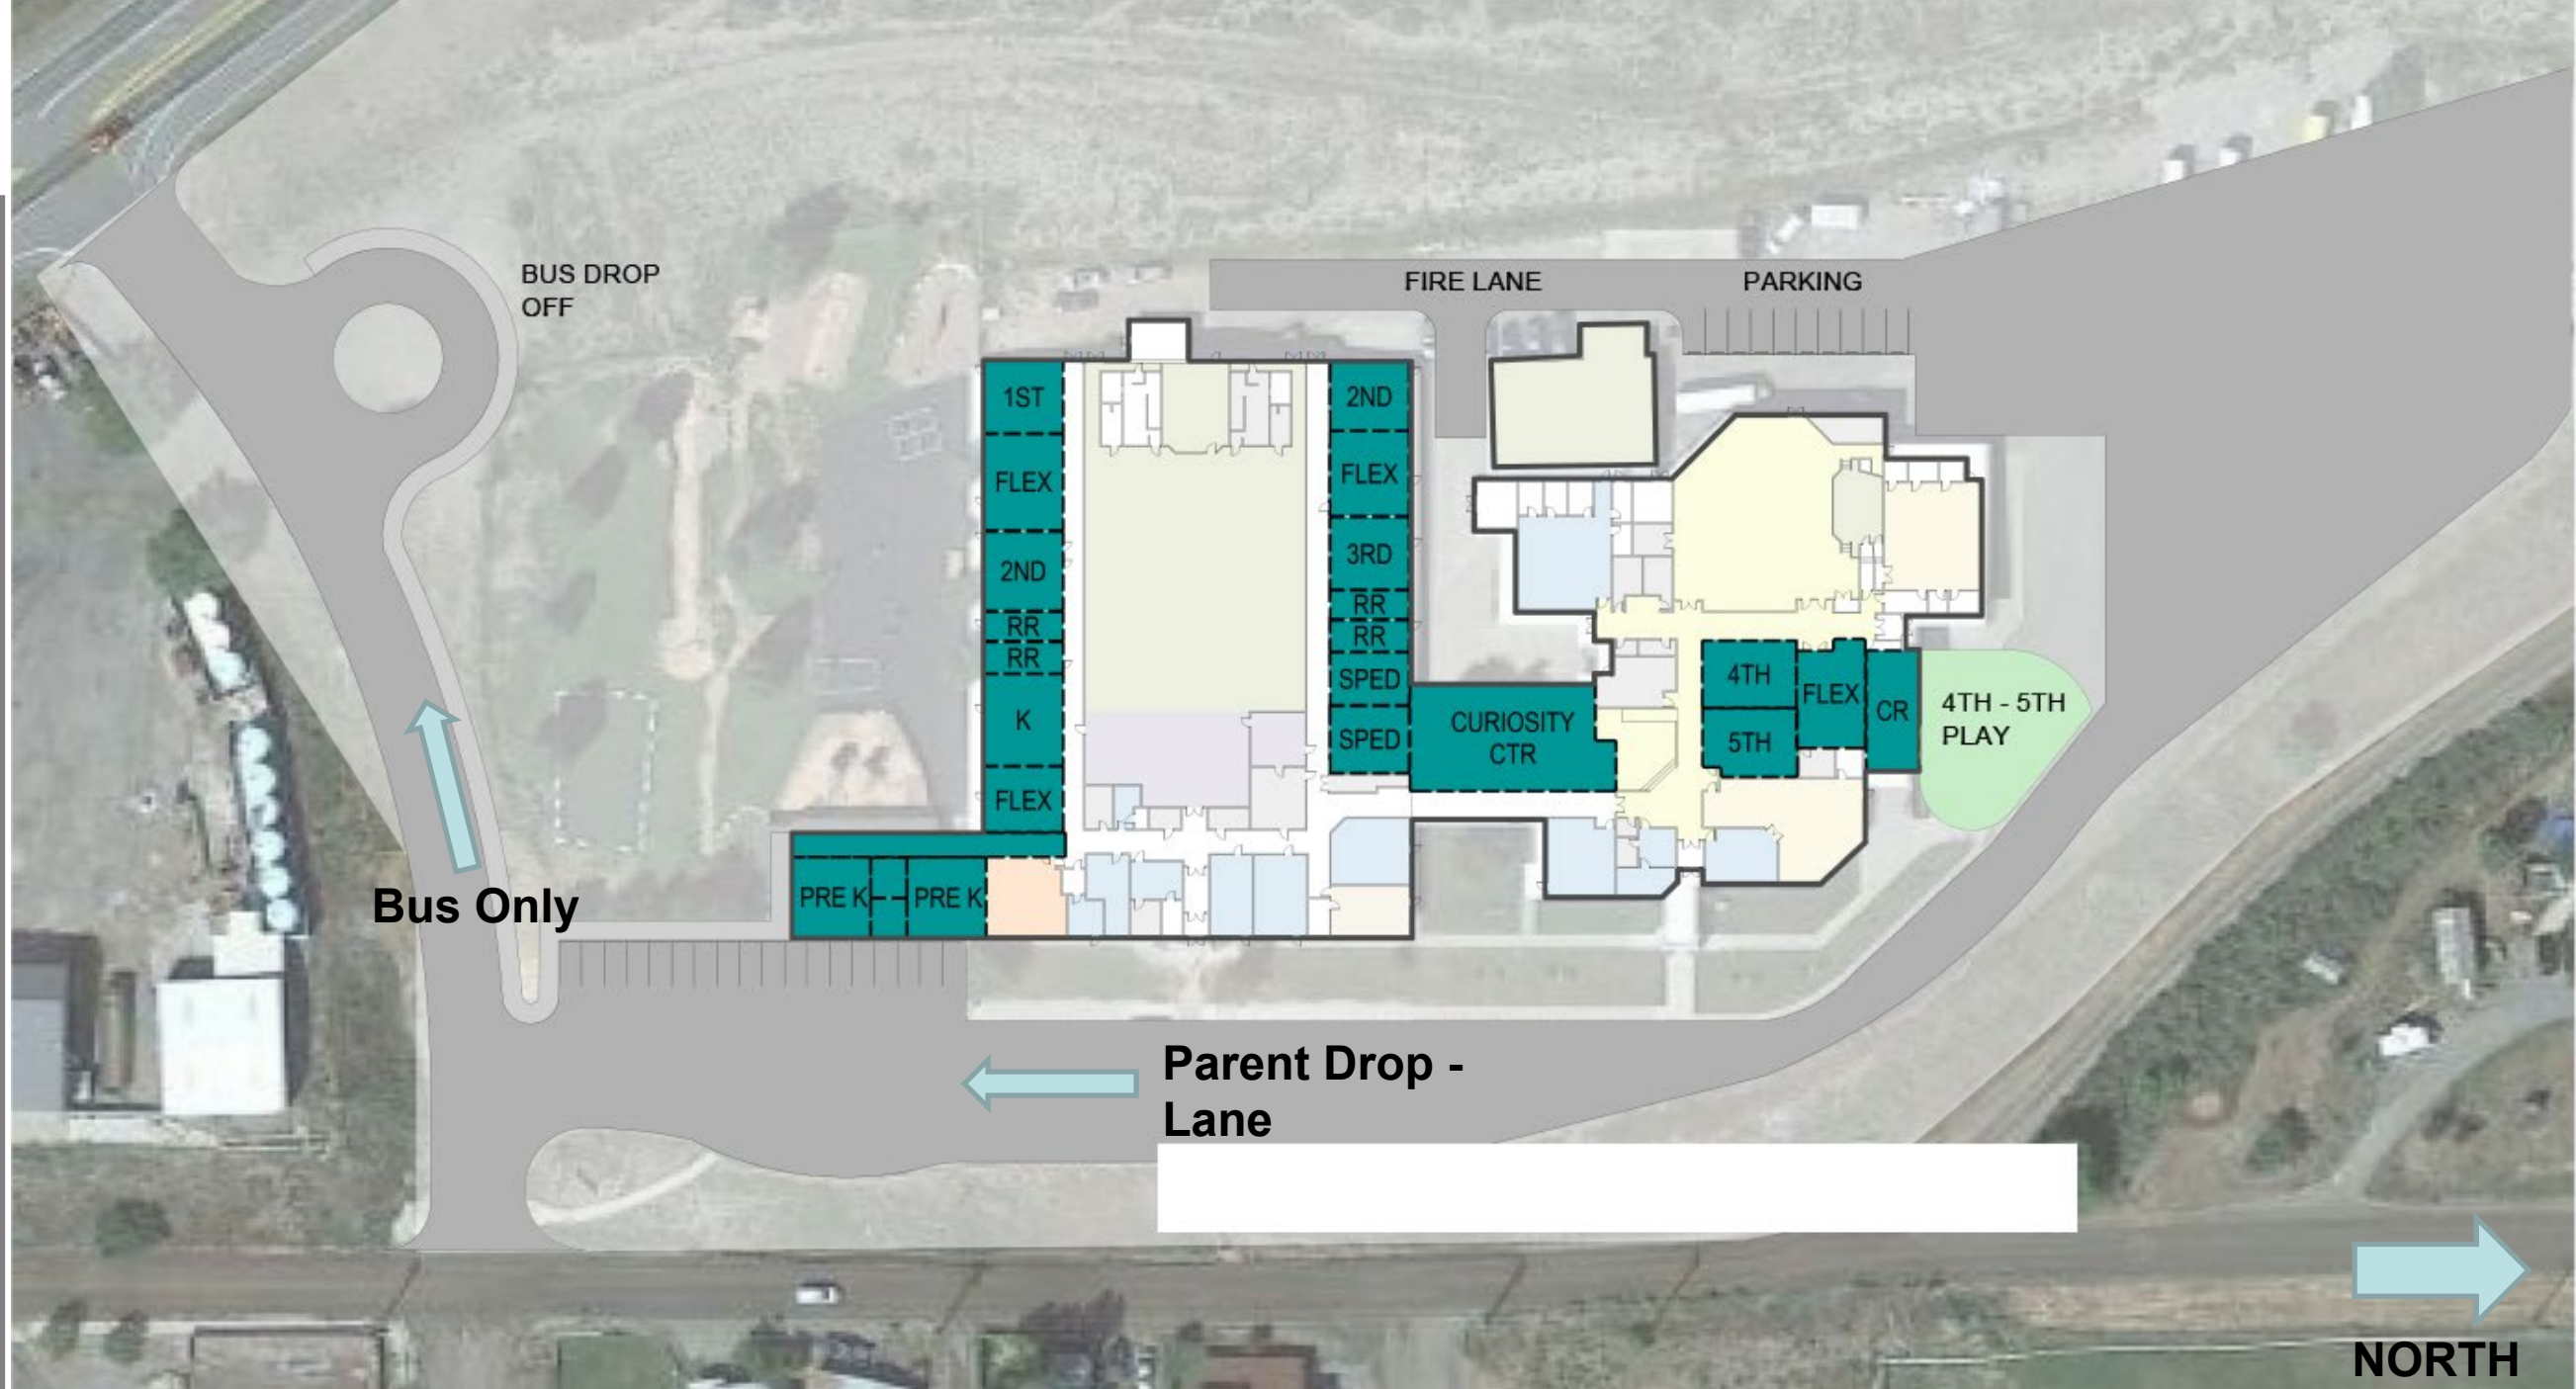 BUS DROP
OFF
FIRE LANE
PARKING
1ST
FLEX
2ND
RR
RR
K
FLEX
PRE K
PRE K
2ND
FLEX
3RD
RR
RR
SPED
SPED
CURIOSITY
CTR
4TH
5TH
FLEX
CR
4TH - 5TH
PLAY
Bus Only
Parent Drop -
Lane
NORTH